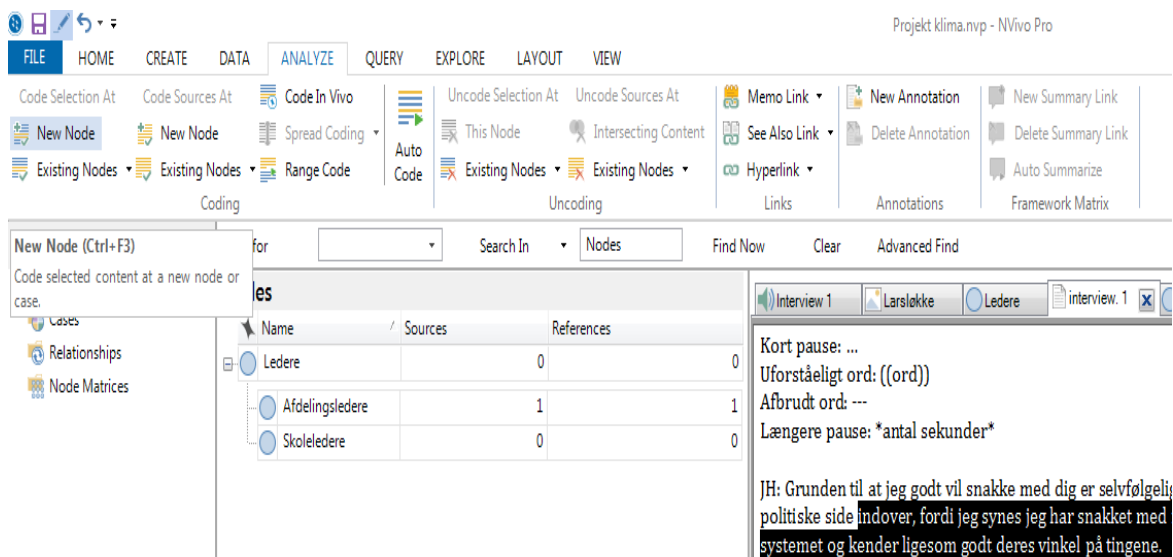 Projekt klima.nvp - NVivo Pro
FILE HOME CREATE DATA ANALYZE QUERY EXPLORE LAYOUT VIEW
Code Selection At Code Sources At Code In Vivo Uncode Selection At Uncode Sources At Memo Link New Annotation New Summary Link
New Node New Node Spread Coding Auto Code This Node Intersecting Content See Also Link Delete Annotation Delete Summary Link
Existing Nodes Existing Nodes Range Code Existing Nodes Existing Nodes Hyperlink Auto Summarize
Coding Uncoding Links Annotations Framework Matrix
New Node (Ctrl+F3)
Code selected content at a new node or
case.
for Search In Nodes Find Now Clear Advanced Find
Interview 1 Larsløkke Ledere interview. 1
Cases
Relationships
Node Matrices
Name Sources References
Ledere 0 0
Afdelingsledere 1 1
Skoleledere 0 0
Kort pause: ...
Uforståeligt ord: ((ord))
Afbrudt ord: ---
Længere pause: *antal sekunder*
JH: Grunden til at jeg godt vil snakke med dig er selvfølgelig
politiske side indover, fordi jeg synes jeg har snakket med
systemet og kender ligesom godt deres vinkel på tingene.